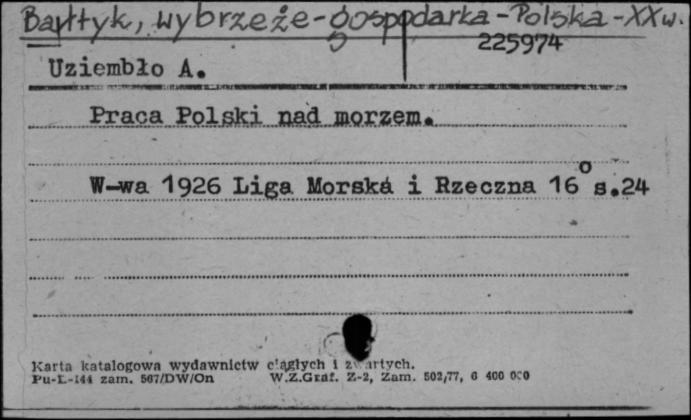 Bałtyk, wybrzeże - gospodarka - Polska - XX w.
225974
Uziembło A.
Praca Polski nad morzem.
W-wa 1926 Liga Morska i Rzeczna 16° s.24
Karta katalogowa wydawnictw ciągłych i zwartych.
Pu-K-144 zam. 567/DW/On W.Z.Graf. Z-2, Zam. 502/77, 6 400 000